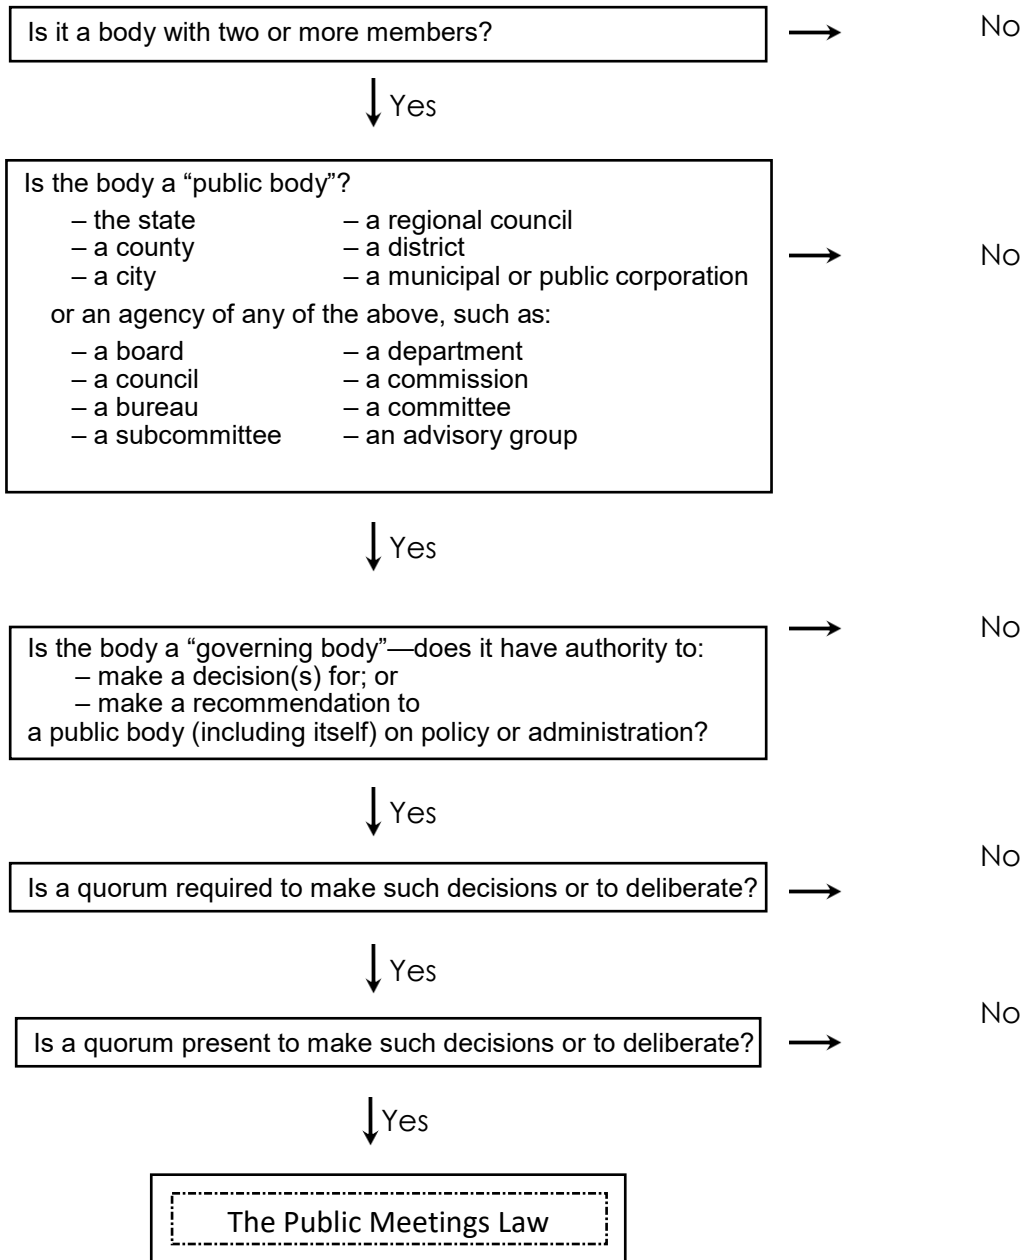 Is it a body with two or more members?
No
Yes
Is the body a “public body”?
– the state – a regional council
– a county – a district
– a city – a municipal or public corporation
No
or an agency of any of the above, such as:
– a board – a department
– a council – a commission
– a bureau – a committee
– a subcommittee – an advisory group
Yes
No
Is the body a “governing body”—does it have authority to:
– make a decision(s) for; or
– make a recommendation to
a public body (including itself) on policy or administration?
Yes
No
Is a quorum required to make such decisions or to deliberate?
Yes
No
Is a quorum present to make such decisions or to deliberate?
Yes
The Public Meetings Law